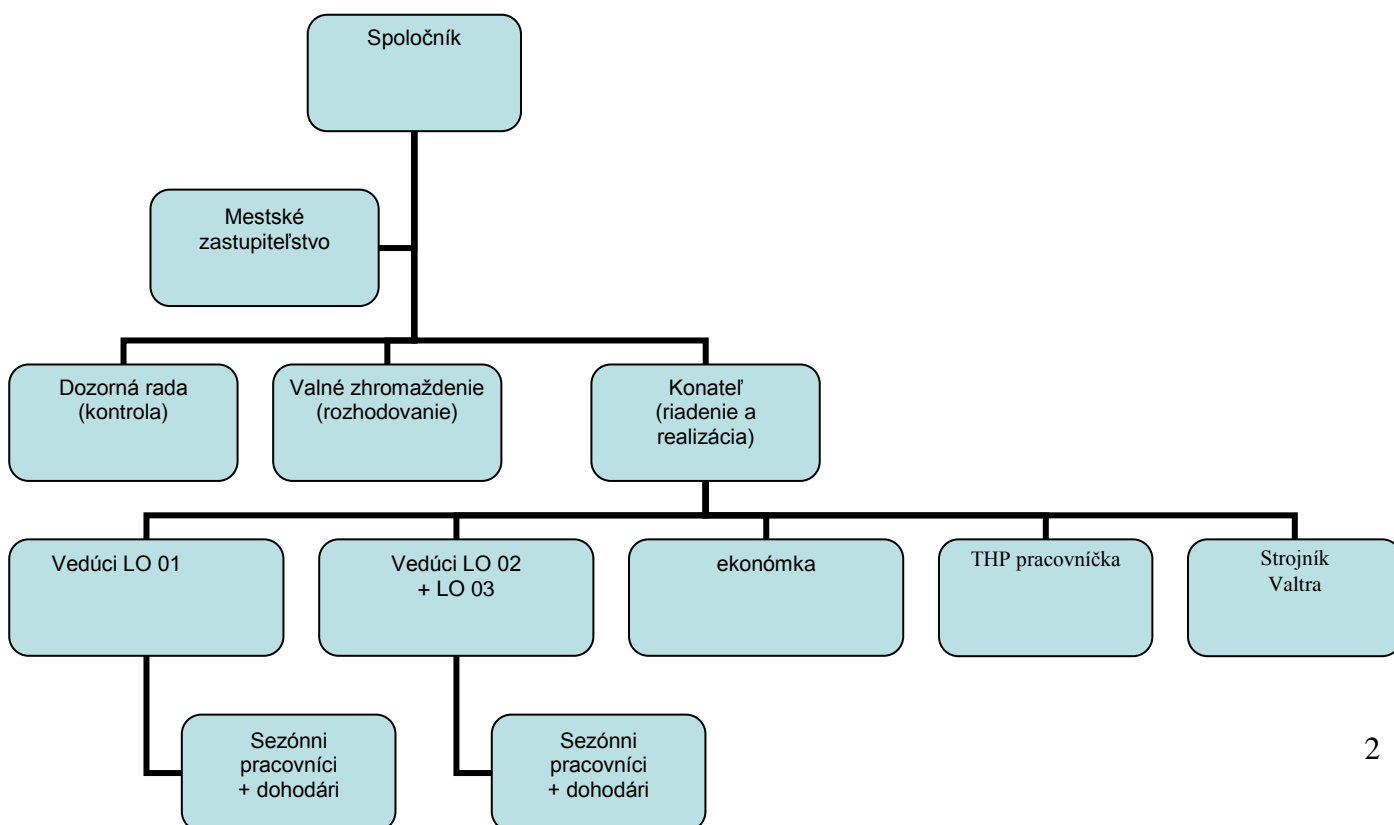 Spoločník
Mestské
zastupiteľstvo
Dozorná rada
(kontrola)
Valné zhromaždenie
(rozhodovanie)
Konateľ
(riadenie a
realizácia)
Vedúci LO 01
Vedúci LO 02
+ LO 03
ekonómka
THP pracovníčka
Strojník
Valtra
Sezónni
pracovníci
+ dohodári
Sezónni
pracovníci
+ dohodári
2